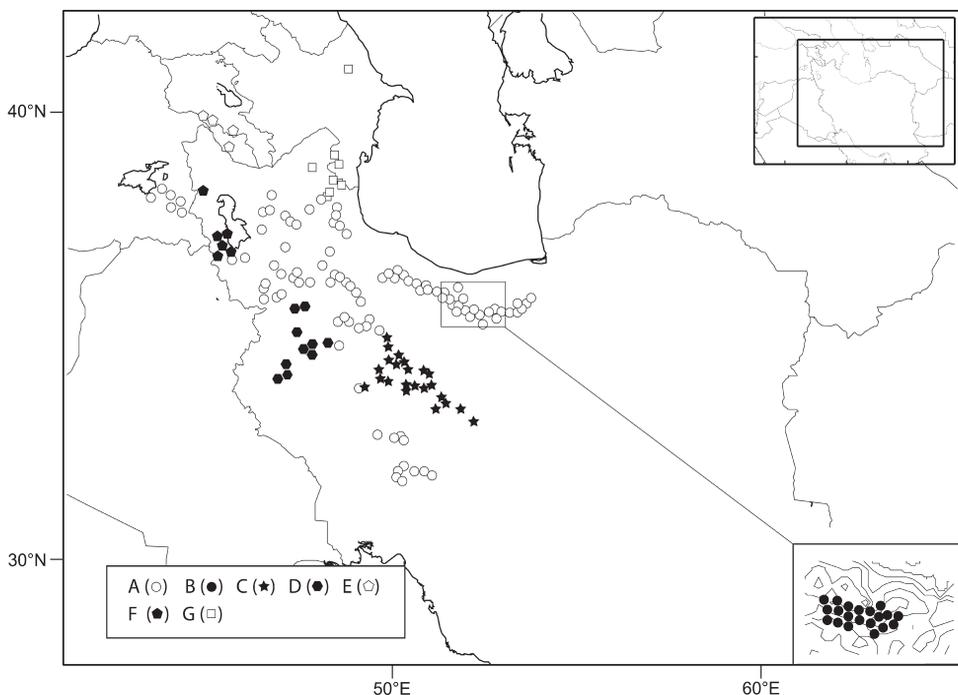 40°N
30°N
A (○) B (●) C (★) D (⬢) E (⬠)
F (⬟) G (□)
50°E
60°E